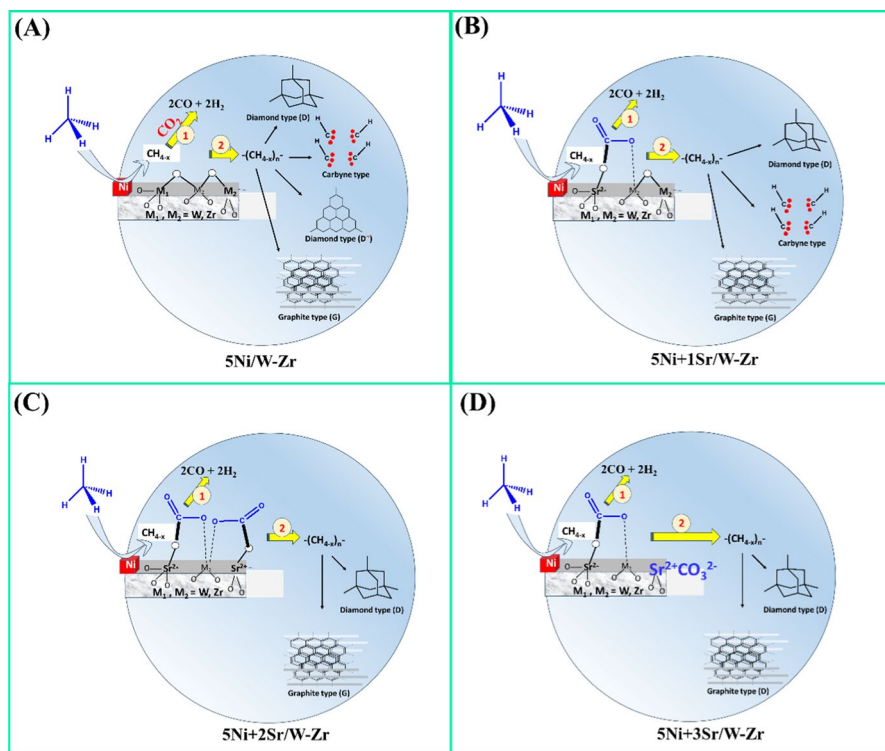 (A)
H
H
H
H
CO2
2CO + 2H2
1
CH4-x
2
-(CH4-x)n-
Diamond type (D)
H H
C C
H H
C C
Carbyne type
Diamond type (D'')
Graphite type (G)
Ni
O M1 M2 M2
O O O O O O
M1 , M2 = W, Zr
5Ni/W-Zr
(B)
H
H
H
H
2CO + 2H2
1
O
C O
CH4-x
2
-(CH4-x)n-
Diamond type (D)
H H
C C
H H
C C
Carbyne type
Graphite type (G)
Ni
O Sr2- M2
O O O O O O
M1 , M2 = W, Zr
5Ni+1Sr/W-Zr
(C)
H
H
H
H
2CO + 2H2
1
O O
C O O C
CH4-x
2
-(CH4-x)n-
Diamond type (D)
Graphite type (G)
Ni
O Sr2- Sr2+
O O O O O O
M1 , M2 = W, Zr
5Ni+2Sr/W-Zr
(D)
H
H
H
H
2CO + 2H2
1
O
C O
CH4-x
2
-(CH4-x)n-
Diamond type (D)
Graphite type (D)
Ni
O Sr2- Sr2+CO32-
O O O O O O
M1 , M2 = W, Zr
5Ni+3Sr/W-Zr